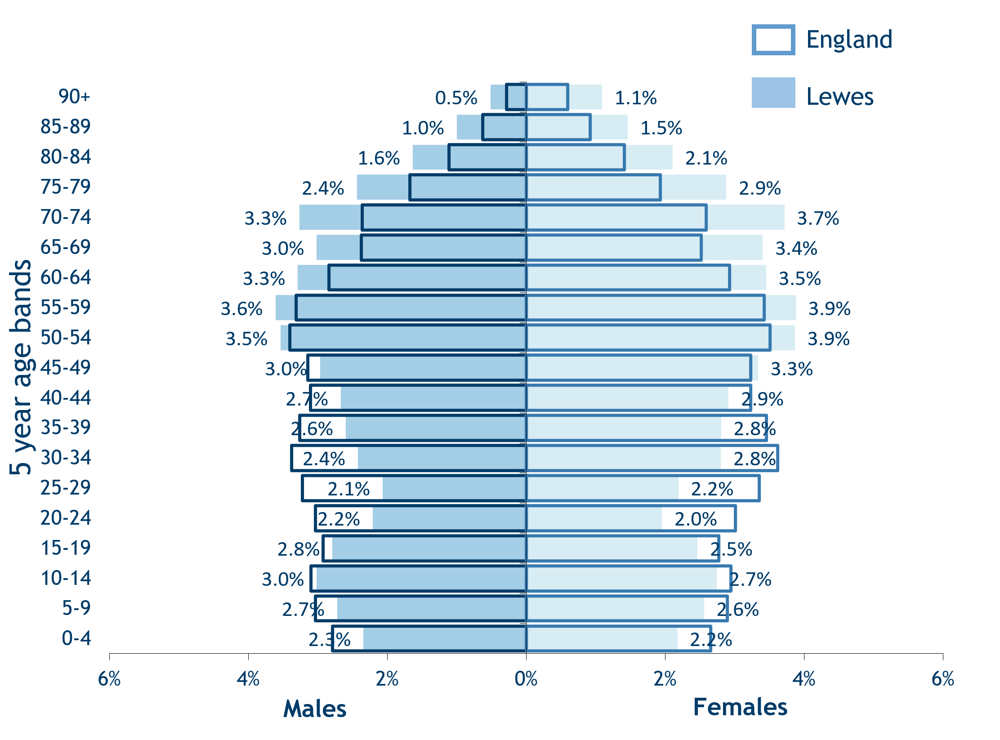 England
Lewes
90+ 0.5% 1.1%
85-89 1.0% 1.5%
80-84 1.6% 2.1%
75-79 2.4% 2.9%
70-74 3.3% 3.7%
65-69 3.0% 3.4%
60-64 3.3% 3.5%
55-59 3.6% 3.9%
50-54 3.5% 3.9%
45-49 3.0% 3.3%
40-44 2.7% 2.9%
35-39 2.6% 2.8%
30-34 2.4% 2.8%
25-29 2.1% 2.2%
20-24 2.2% 2.0%
15-19 2.8% 2.5%
10-14 3.0% 2.7%
5-9 2.7% 2.6%
0-4 2.3% 2.2%
5 year age bands
6% 4% 2% 0% 2% 4% 6%
Males Females